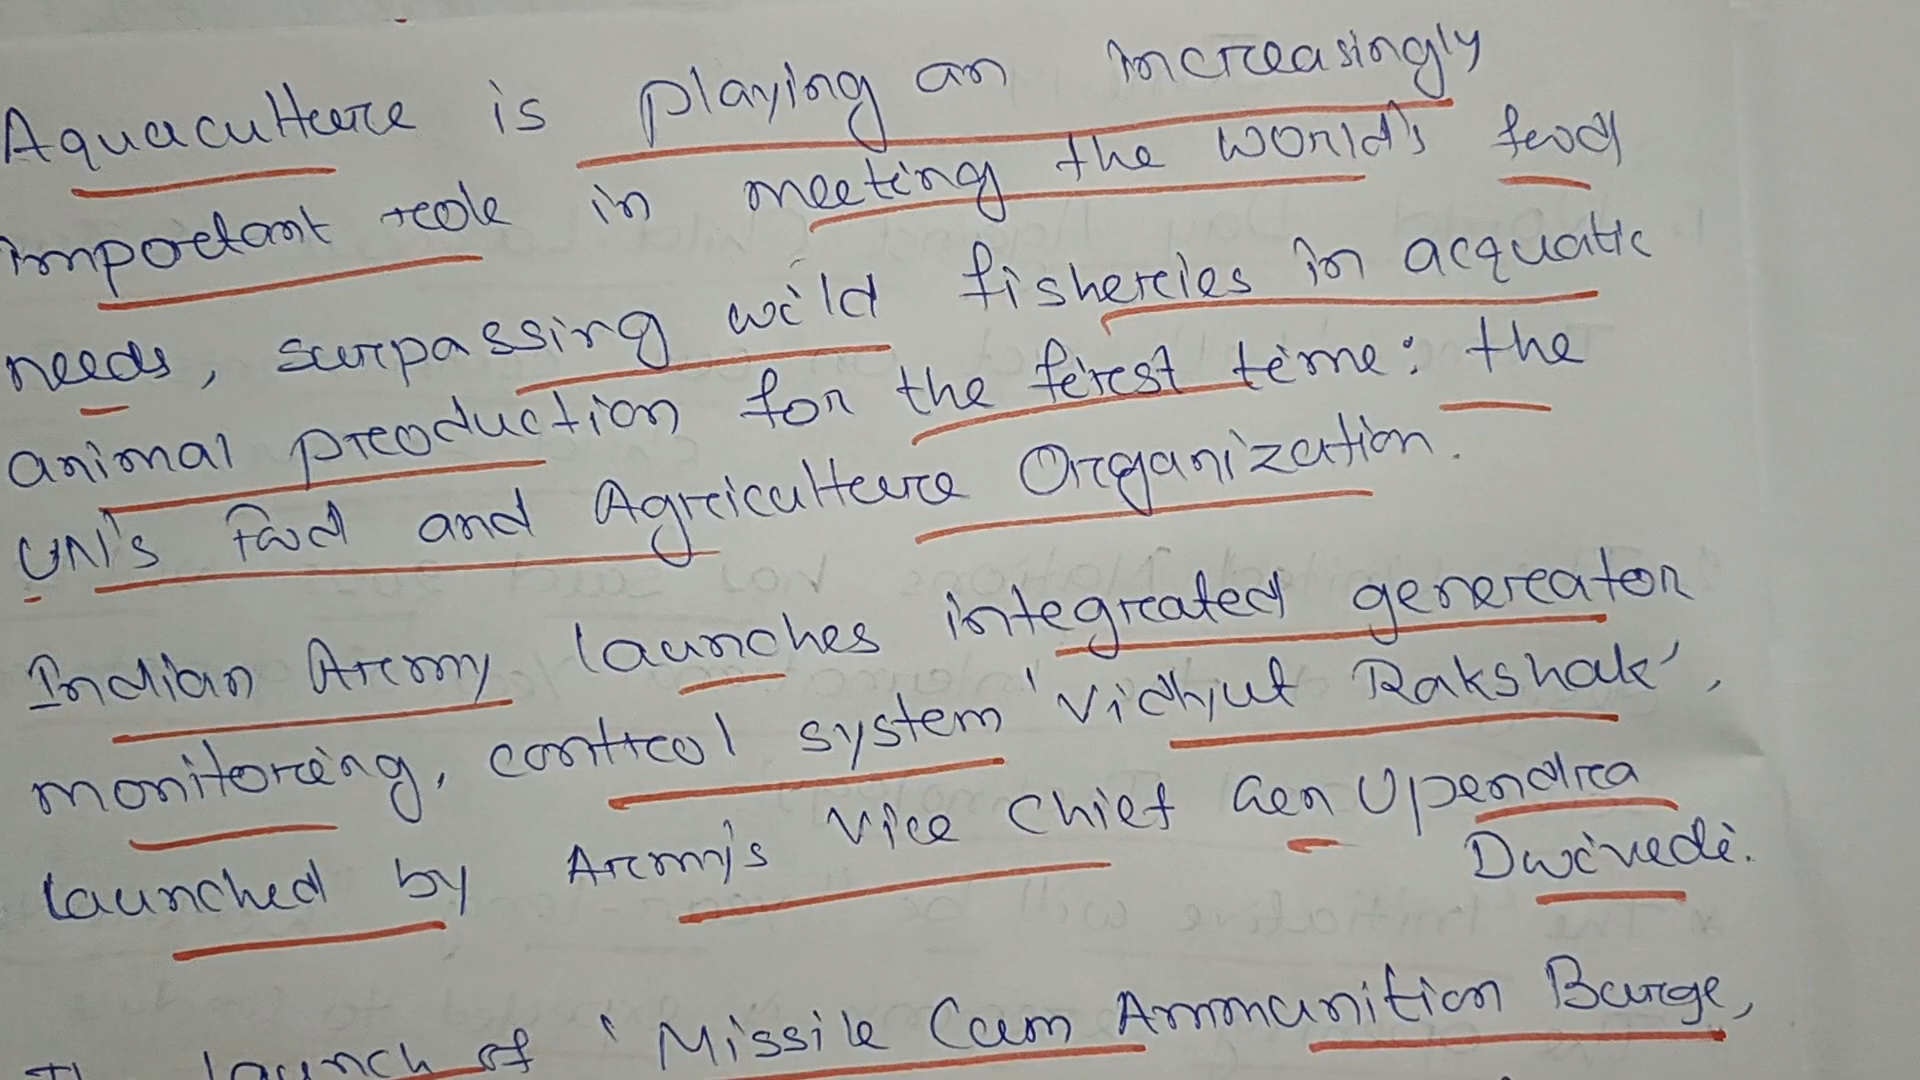 Aquaculture is playing an increasingly
important role in meeting the world's food
needs, surpassing wild fisheries in acquatic
animal production for the first time: the
UN's Food and Agriculture Organization.
Indian Army launches integrated generator
monitoring, control system 'Vidhyut Rakshak',
launched by Army's Vice Chief Gen Upendra
Dwivedi.
launch of 'Missile Cum Ammunition Barge,